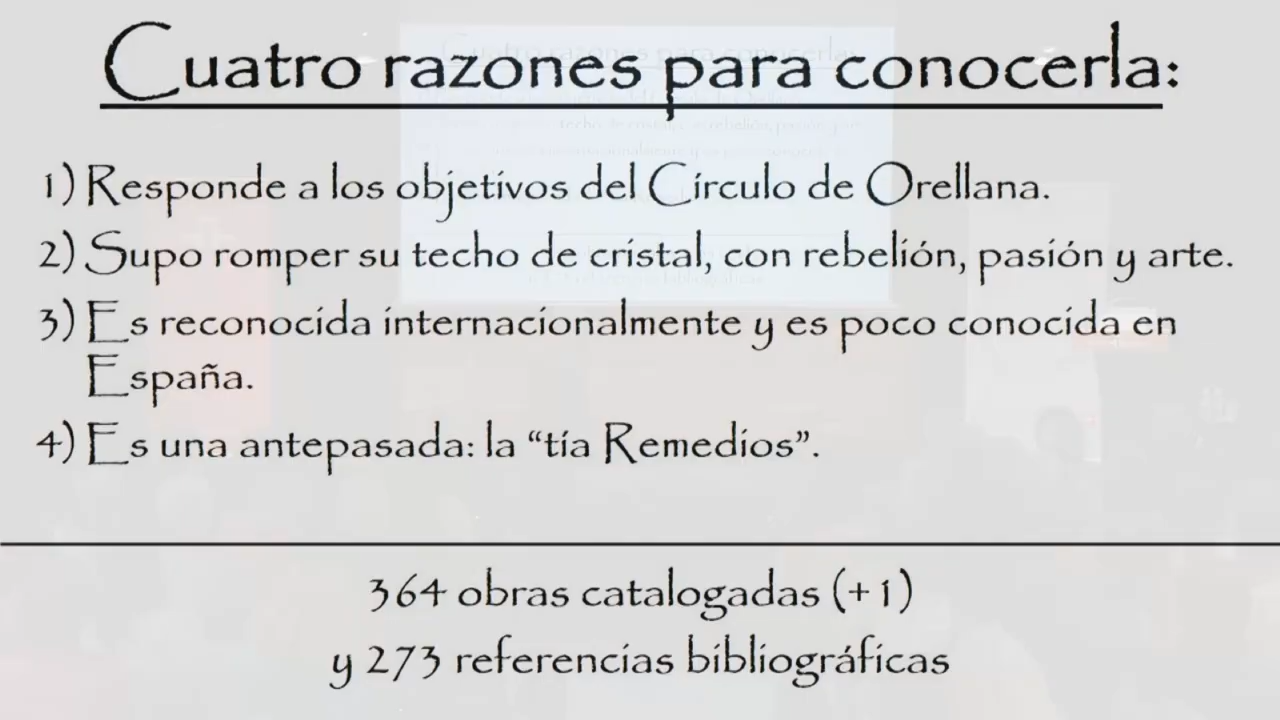 Cuatro razones para conocerla:
1) Responde a los objetivos del Círculo de Orellana.
2) Supo romper su techo de cristal, con rebelión, pasión y arte.
3) Es reconocida internacionalmente y es poco conocida en
España.
4) Es una antepasada: la “tía Remedios”.
364 obras catalogadas (+1)
y 273 referencias bibliográficas